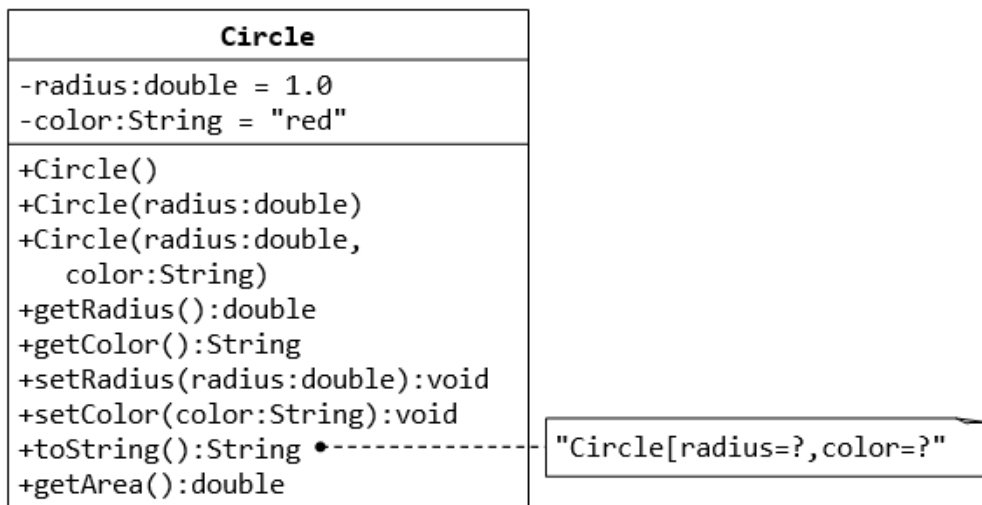 Circle
-radius:double = 1.0
-color:String = "red"
+Circle()
+Circle(radius:double)
+Circle(radius:double,
color:String)
+getRadius():double
+getColor():String
+setRadius(radius:double):void
+setColor(color:String):void
+toString():String
"Circle[radius=?,color=?"
+getArea():double